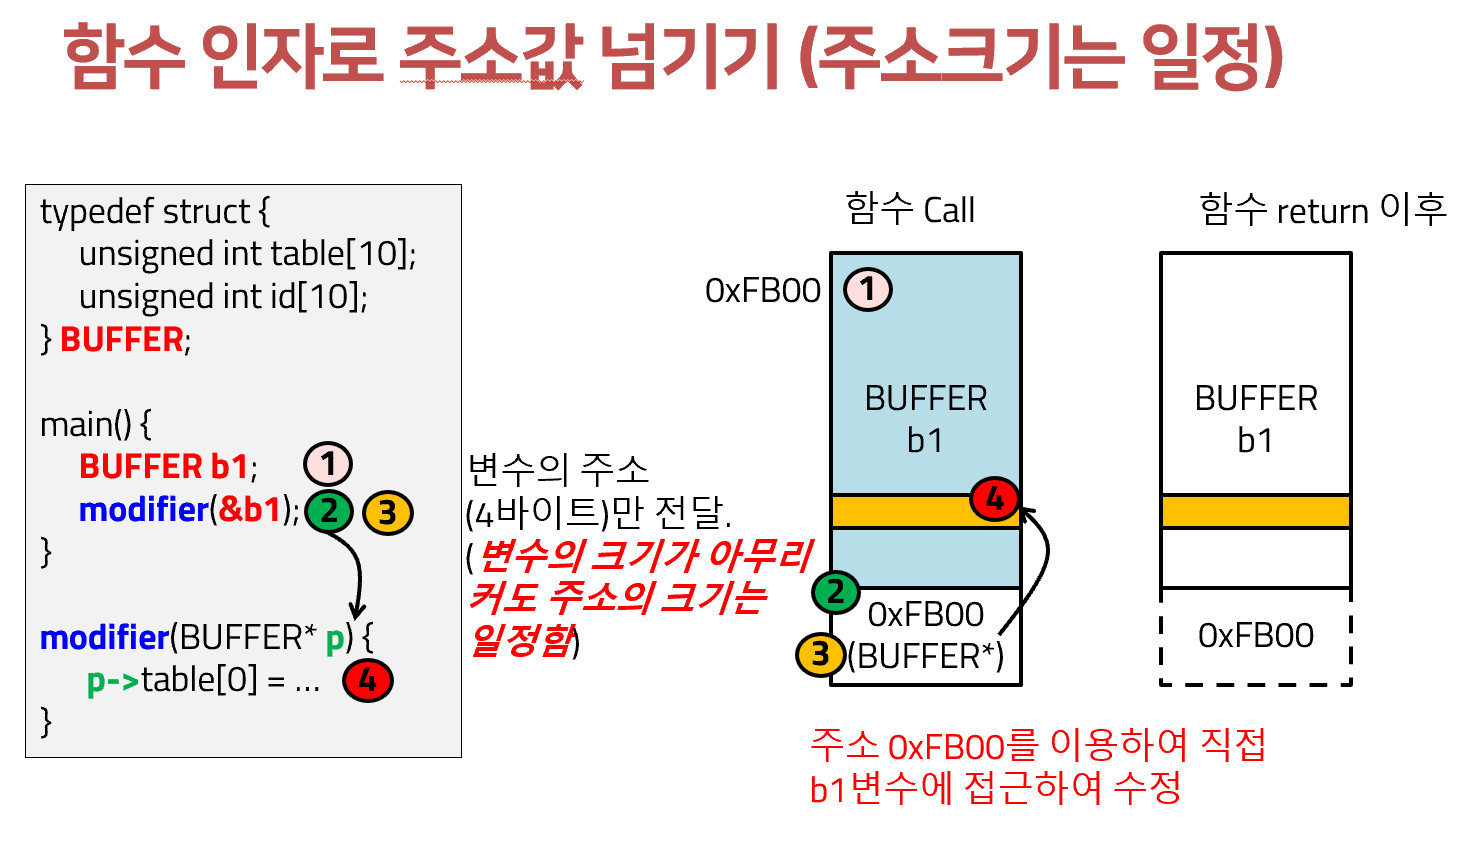 함수 인자로 주소값 넘기기 (주소크기는 일정)
typedef struct {
unsigned int table[10];
unsigned int id[10];
} BUFFER;
main() {
BUFFER b1; 1
modifier(&b1); 2 3
}
modifier(BUFFER* p) {
p->table[0] = ... 4
}
변수의 주소
(4바이트)만 전달.
(변수의 크기가 아무리
커도 주소의 크기는
일정함)
함수 Call
0xFB00 1
BUFFER
b1
4
2
0xFB00
3 (BUFFER*)
함수 return 이후
BUFFER
b1
0xFB00
주소 0xFB00를 이용하여 직접
b1변수에 접근하여 수정